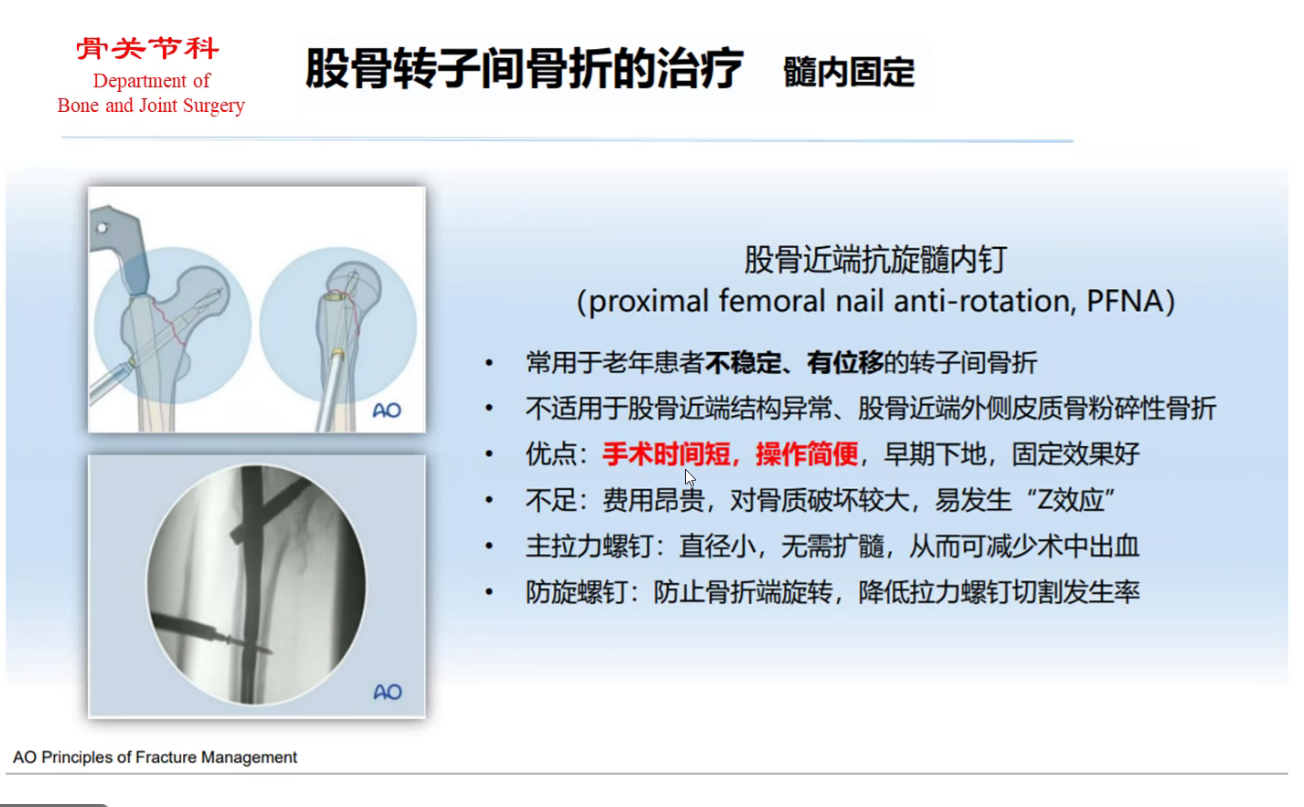 骨关节科
Department of
Bone and Joint Surgery
股骨转子间骨折的治疗 髓内固定
AO
AO
股骨近端抗旋髓内钉
（proximal femoral nail anti-rotation, PFNA）
• 常用于老年患者不稳定、有位移的转子间骨折
• 不适用于股骨近端结构异常、股骨近端外侧皮质骨粉碎性骨折
• 优点：手术时间短，操作简便，早期下地，固定效果好
• 不足：费用昂贵，对骨质破坏较大，易发生“Z效应”
• 主拉力螺钉：直径小，无需扩髓，从而可减少术中出血
• 防旋螺钉：防止骨折端旋转，降低拉力螺钉切割发生率
AO Principles of Fracture Management